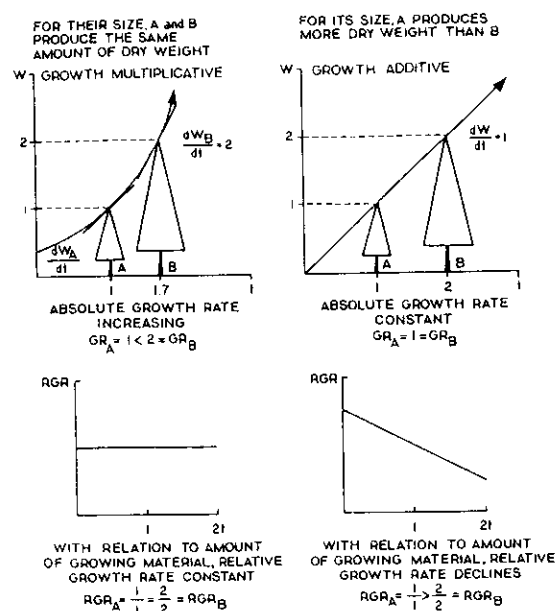 FOR THEIR SIZE, A AND B
PRODUCE THE SAME
AMOUNT OF DRY WEIGHT
W GROWTH MULTIPLICATIVE
2
1
dW_B/dt = 2
dW_A/dt
A
B
1 1.7 t
ABSOLUTE GROWTH RATE
INCREASING
GR_A = 1 < 2 = GR_B
FOR ITS SIZE, A PRODUCES
MORE DRY WEIGHT THAN B
W GROWTH ADDITIVE
2
1
dW/dt = 1
A
B
1 2 t
ABSOLUTE GROWTH RATE
CONSTANT
GR_A = 1 = GR_B
RGR
1 2t
WITH RELATION TO AMOUNT
OF GROWING MATERIAL, RELATIVE
GROWTH RATE CONSTANT
RGR_A = 1/1 = 2/2 = RGR_B
RGR
1 2t
WITH RELATION TO AMOUNT
OF GROWING MATERIAL, RELATIVE
GROWTH RATE DECLINES
RGR_A = 1/1 > 2/2 = RGR_B